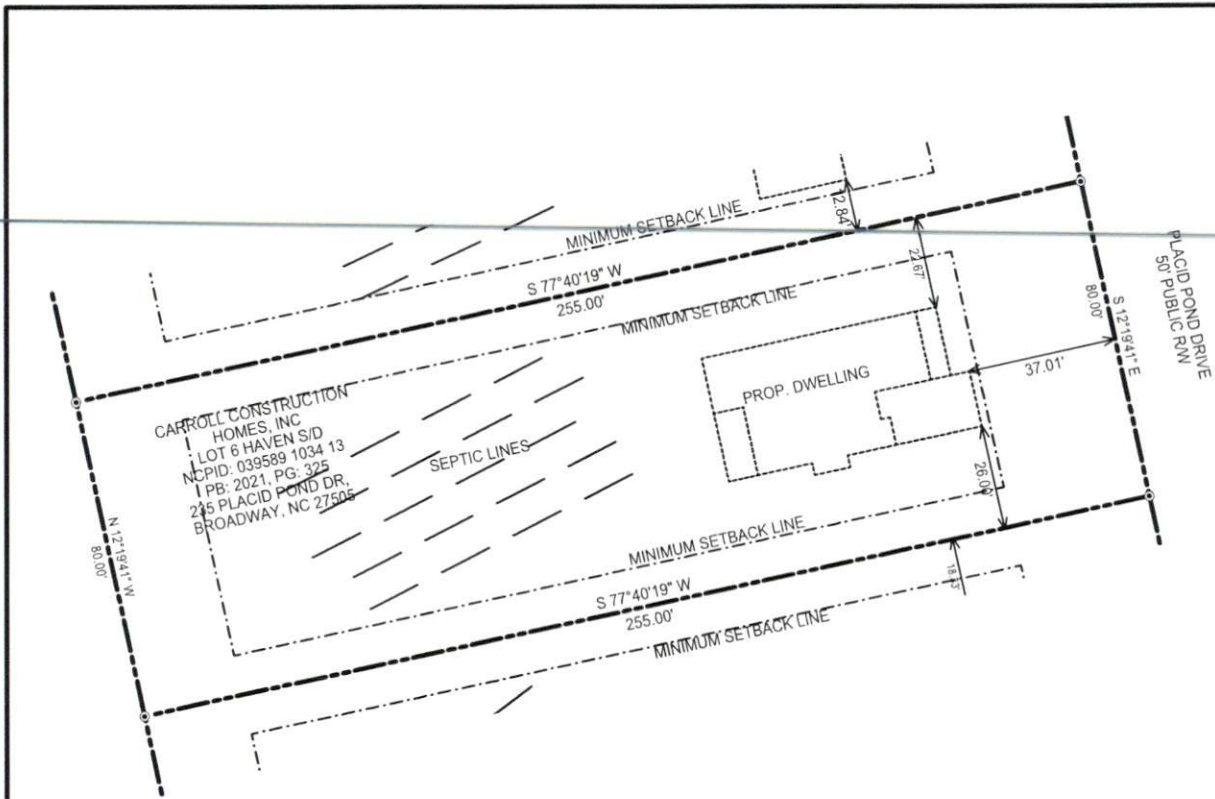 MINIMUM SETBACK LINE
S 77°40'19" W
255.00'
MINIMUM SETBACK LINE
22.67'
PLACID POND DRIVE
50' PUBLIC R/W
S 12°19'41" E
80.00'
37.01'
PROP. DWELLING
CARROLL CONSTRUCTION
HOMES, INC
LOT 6 HAVEN S/D
NCPID: 039589 1034 13
PB: 2021, PG: 325
235 PLACID POND DR,
BROADWAY, NC 27505
SEPTIC LINES
26.00'
N 12°19'41" W
80.00'
MINIMUM SETBACK LINE
S 77°40'19" W
255.00'
MINIMUM SETBACK LINE